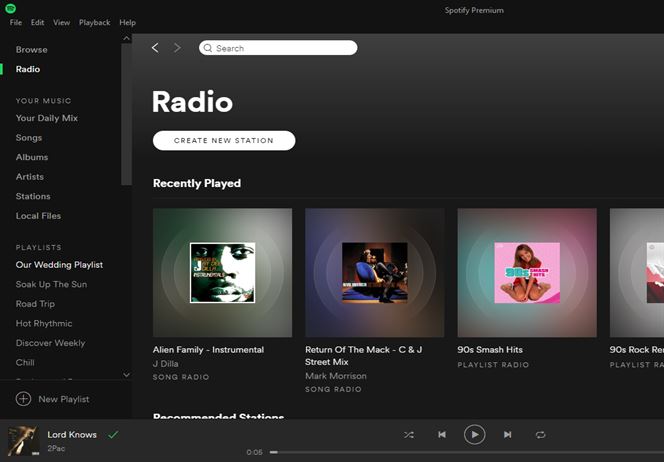 Spotify Premium
File Edit View Playback Help
Browse
Radio
YOUR MUSIC
Your Daily Mix
Songs
Albums
Artists
Stations
Local Files
PLAYLISTS
Our Wedding Playlist
Soak Up The Sun
Road Trip
Hot Rhythmic
Discover Weekly
Chill
New Playlist
Search
Radio
CREATE NEW STATION
Recently Played
90s SMASH HITS
Alien Family - Instrumental
J Dilla
SONG RADIO
Return Of The Mack - C & J
Street Mix
Mark Morrison
SONG RADIO
90s Smash Hits
PLAYLIST RADIO
90s Rock Re
PLAYLIST RA
Recommended Stations
Lord Knows
2Pac
0:05